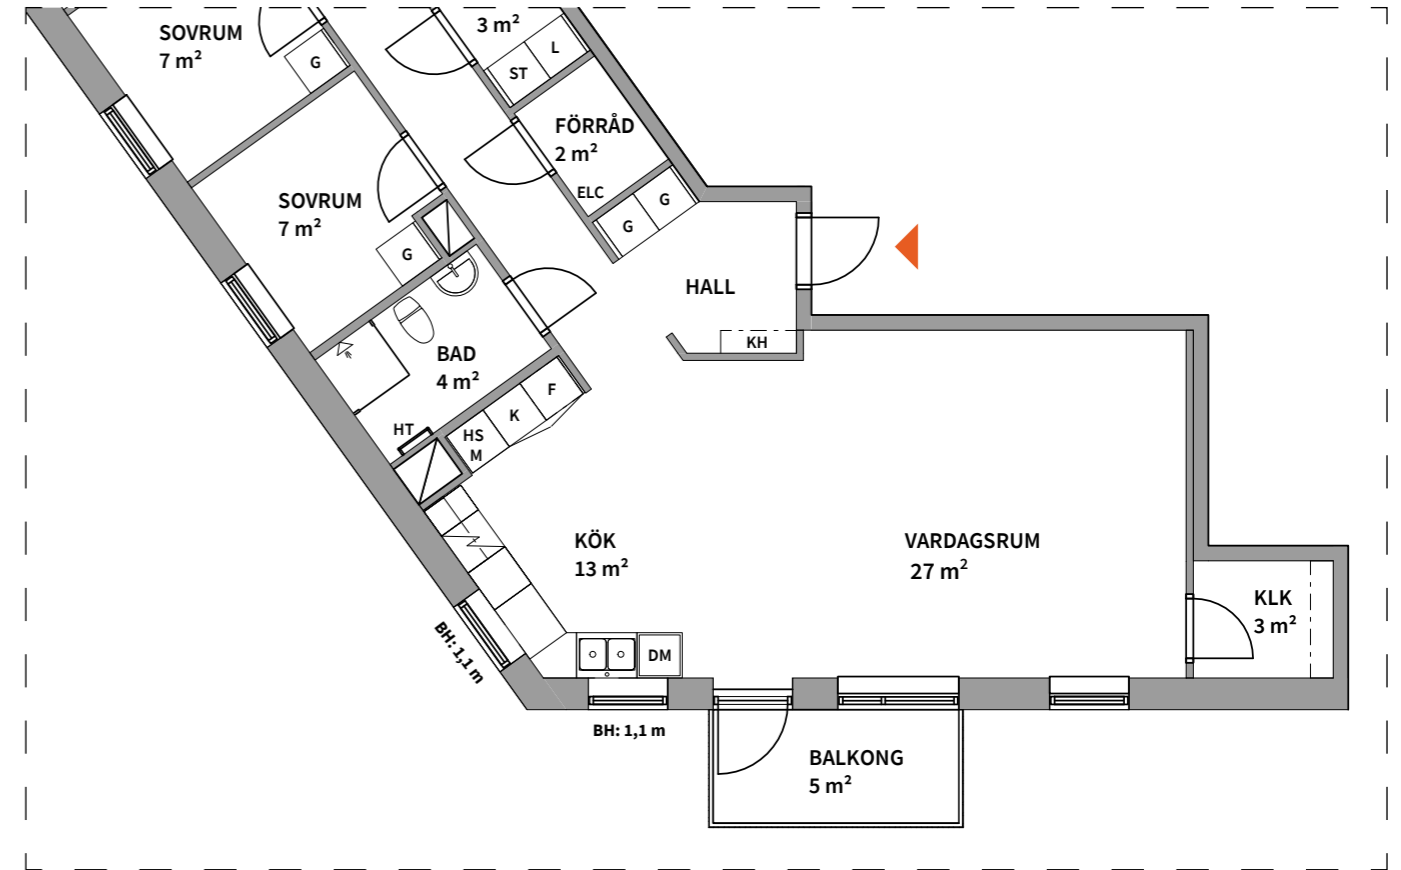 SOVRUM
7 m²
G
3 m²
ST
L
FÖRRÅD
2 m²
ELC
G
G
SOVRUM
7 m²
G
HALL
KH
BAD
4 m²
HT
F
K
HS
M
KÖK
13 m²
VARDAGSRUM
27 m²
KLK
3 m²
DM
BH: 1,1 m
BH: 1,1 m
BALKONG
5 m²